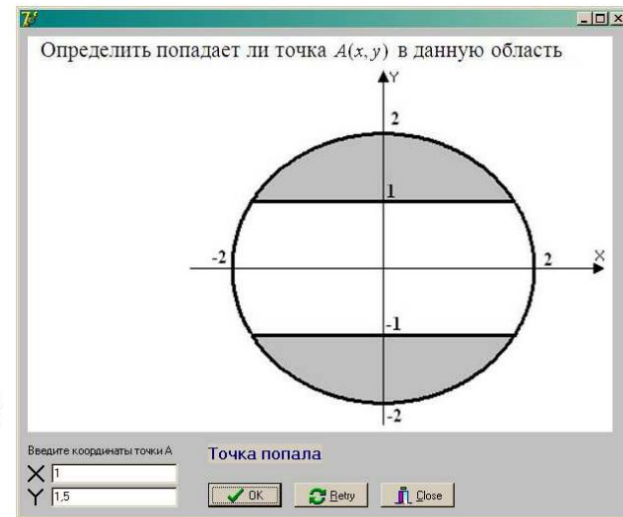 Определить попадает ли точка A(x, y) в данную область
Y
2
1
-2
2
X
-1
-2
Введите координаты точки A
Точка попала
X 1
Y 1,5
OK
Retry
Close